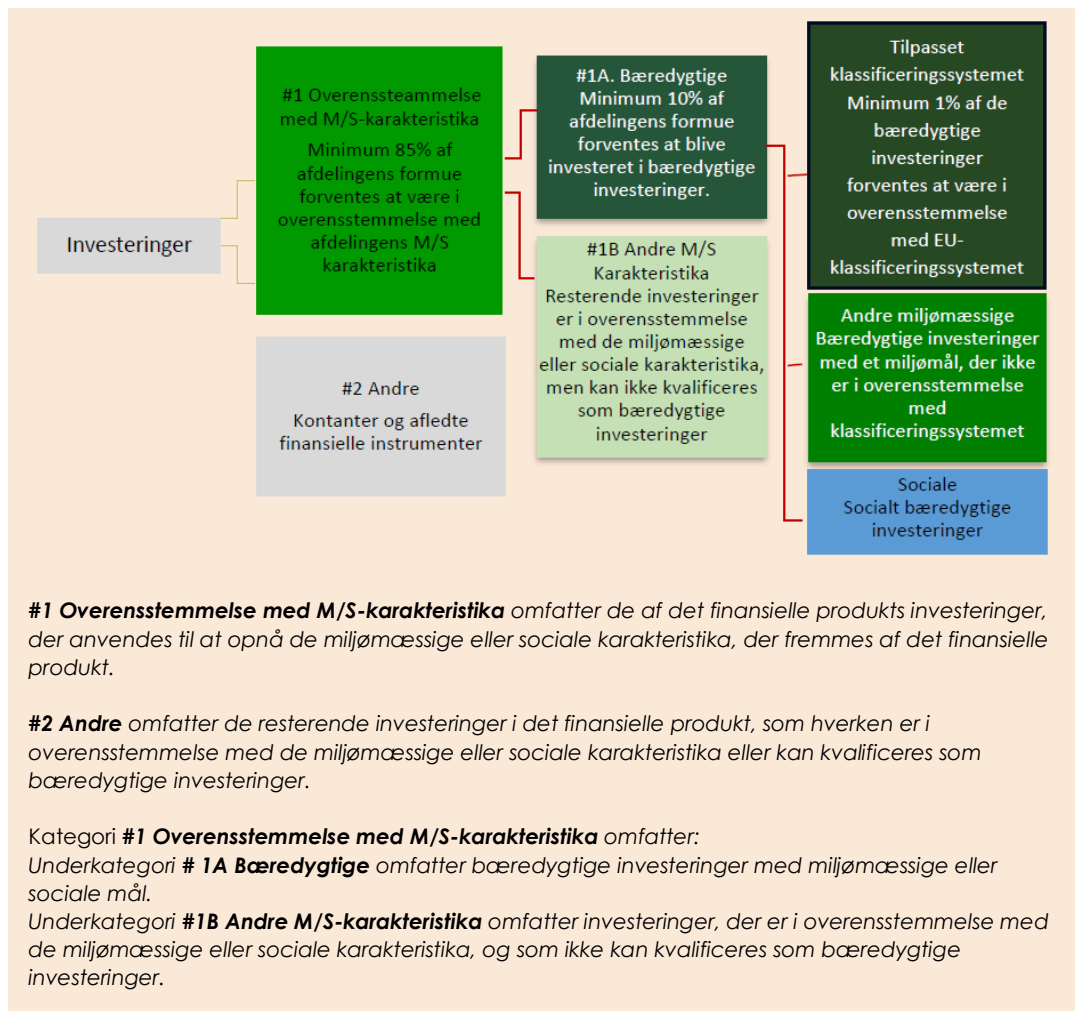 Investeringer
#1 Overenssteammelse
med M/S-karakteristika
Minimum 85% af
afdelingens formue
forventes at være i
overensstemmelse med
afdelingens M/S
karakteristika
#2 Andre
Kontanter og afledte
finansielle instrumenter
#1A. Bæredygtige
Minimum 10% af
afdelingens formue
forventes at blive
investeret i bæredygtige
investeringer.
#1B Andre M/S
Karakteristika
Resterende investeringer
er i overensstemmelse
med de miljømæssige
eller sociale karakteristika,
men kan ikke kvalificeres
som bæredygtige
investeringer
Tilpasset
klassificeringssystemet
Minimum 1% af de
bæredygtige
investeringer
forventes at være i
overensstemmelse
med EU-
klassificeringssystemet
Andre miljømæssige
Bæredygtige investeringer
med et miljømål, der ikke
er i overensstemmelse
med
klassificeringssystemet
Sociale
Socialt bæredygtige
investeringer
#1 Overensstemmelse med M/S-karakteristika omfatter de af det finansielle produkts investeringer,
der anvendes til at opnå de miljømæssige eller sociale karakteristika, der fremmes af det finansielle
produkt.
#2 Andre omfatter de resterende investeringer i det finansielle produkt, som hverken er i
overensstemmelse med de miljømæssige eller sociale karakteristika eller kan kvalificeres som
bæredygtige investeringer.
Kategori #1 Overensstemmelse med M/S-karakteristika omfatter:
Underkategori # 1A Bæredygtige omfatter bæredygtige investeringer med miljømæssige eller
sociale mål.
Underkategori #1B Andre M/S-karakteristika omfatter investeringer, der er i overensstemmelse med
de miljømæssige eller sociale karakteristika, og som ikke kan kvalificeres som bæredygtige
investeringer.